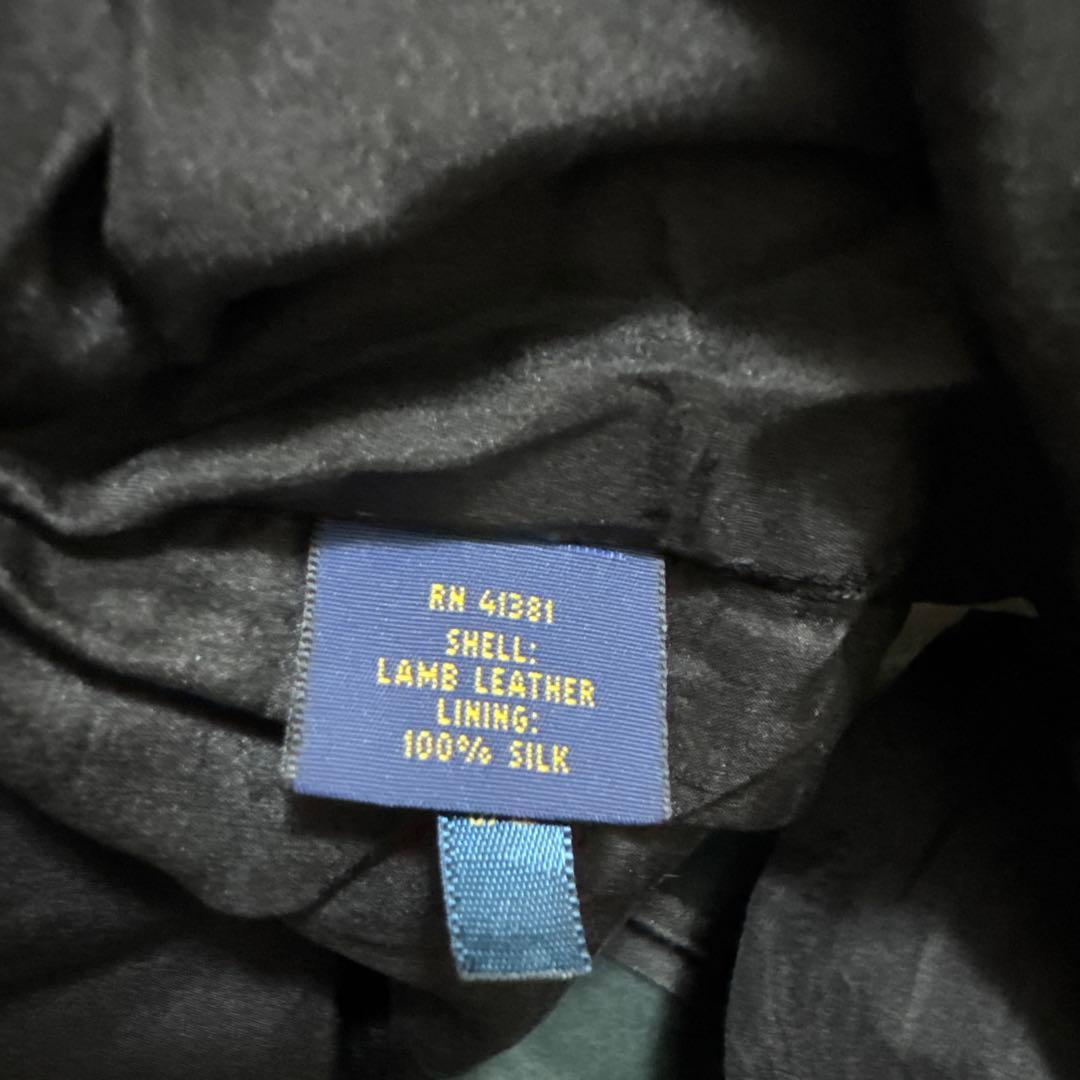 RN 41381
SHELL:
LAMB LEATHER
LINING:
100% SILK